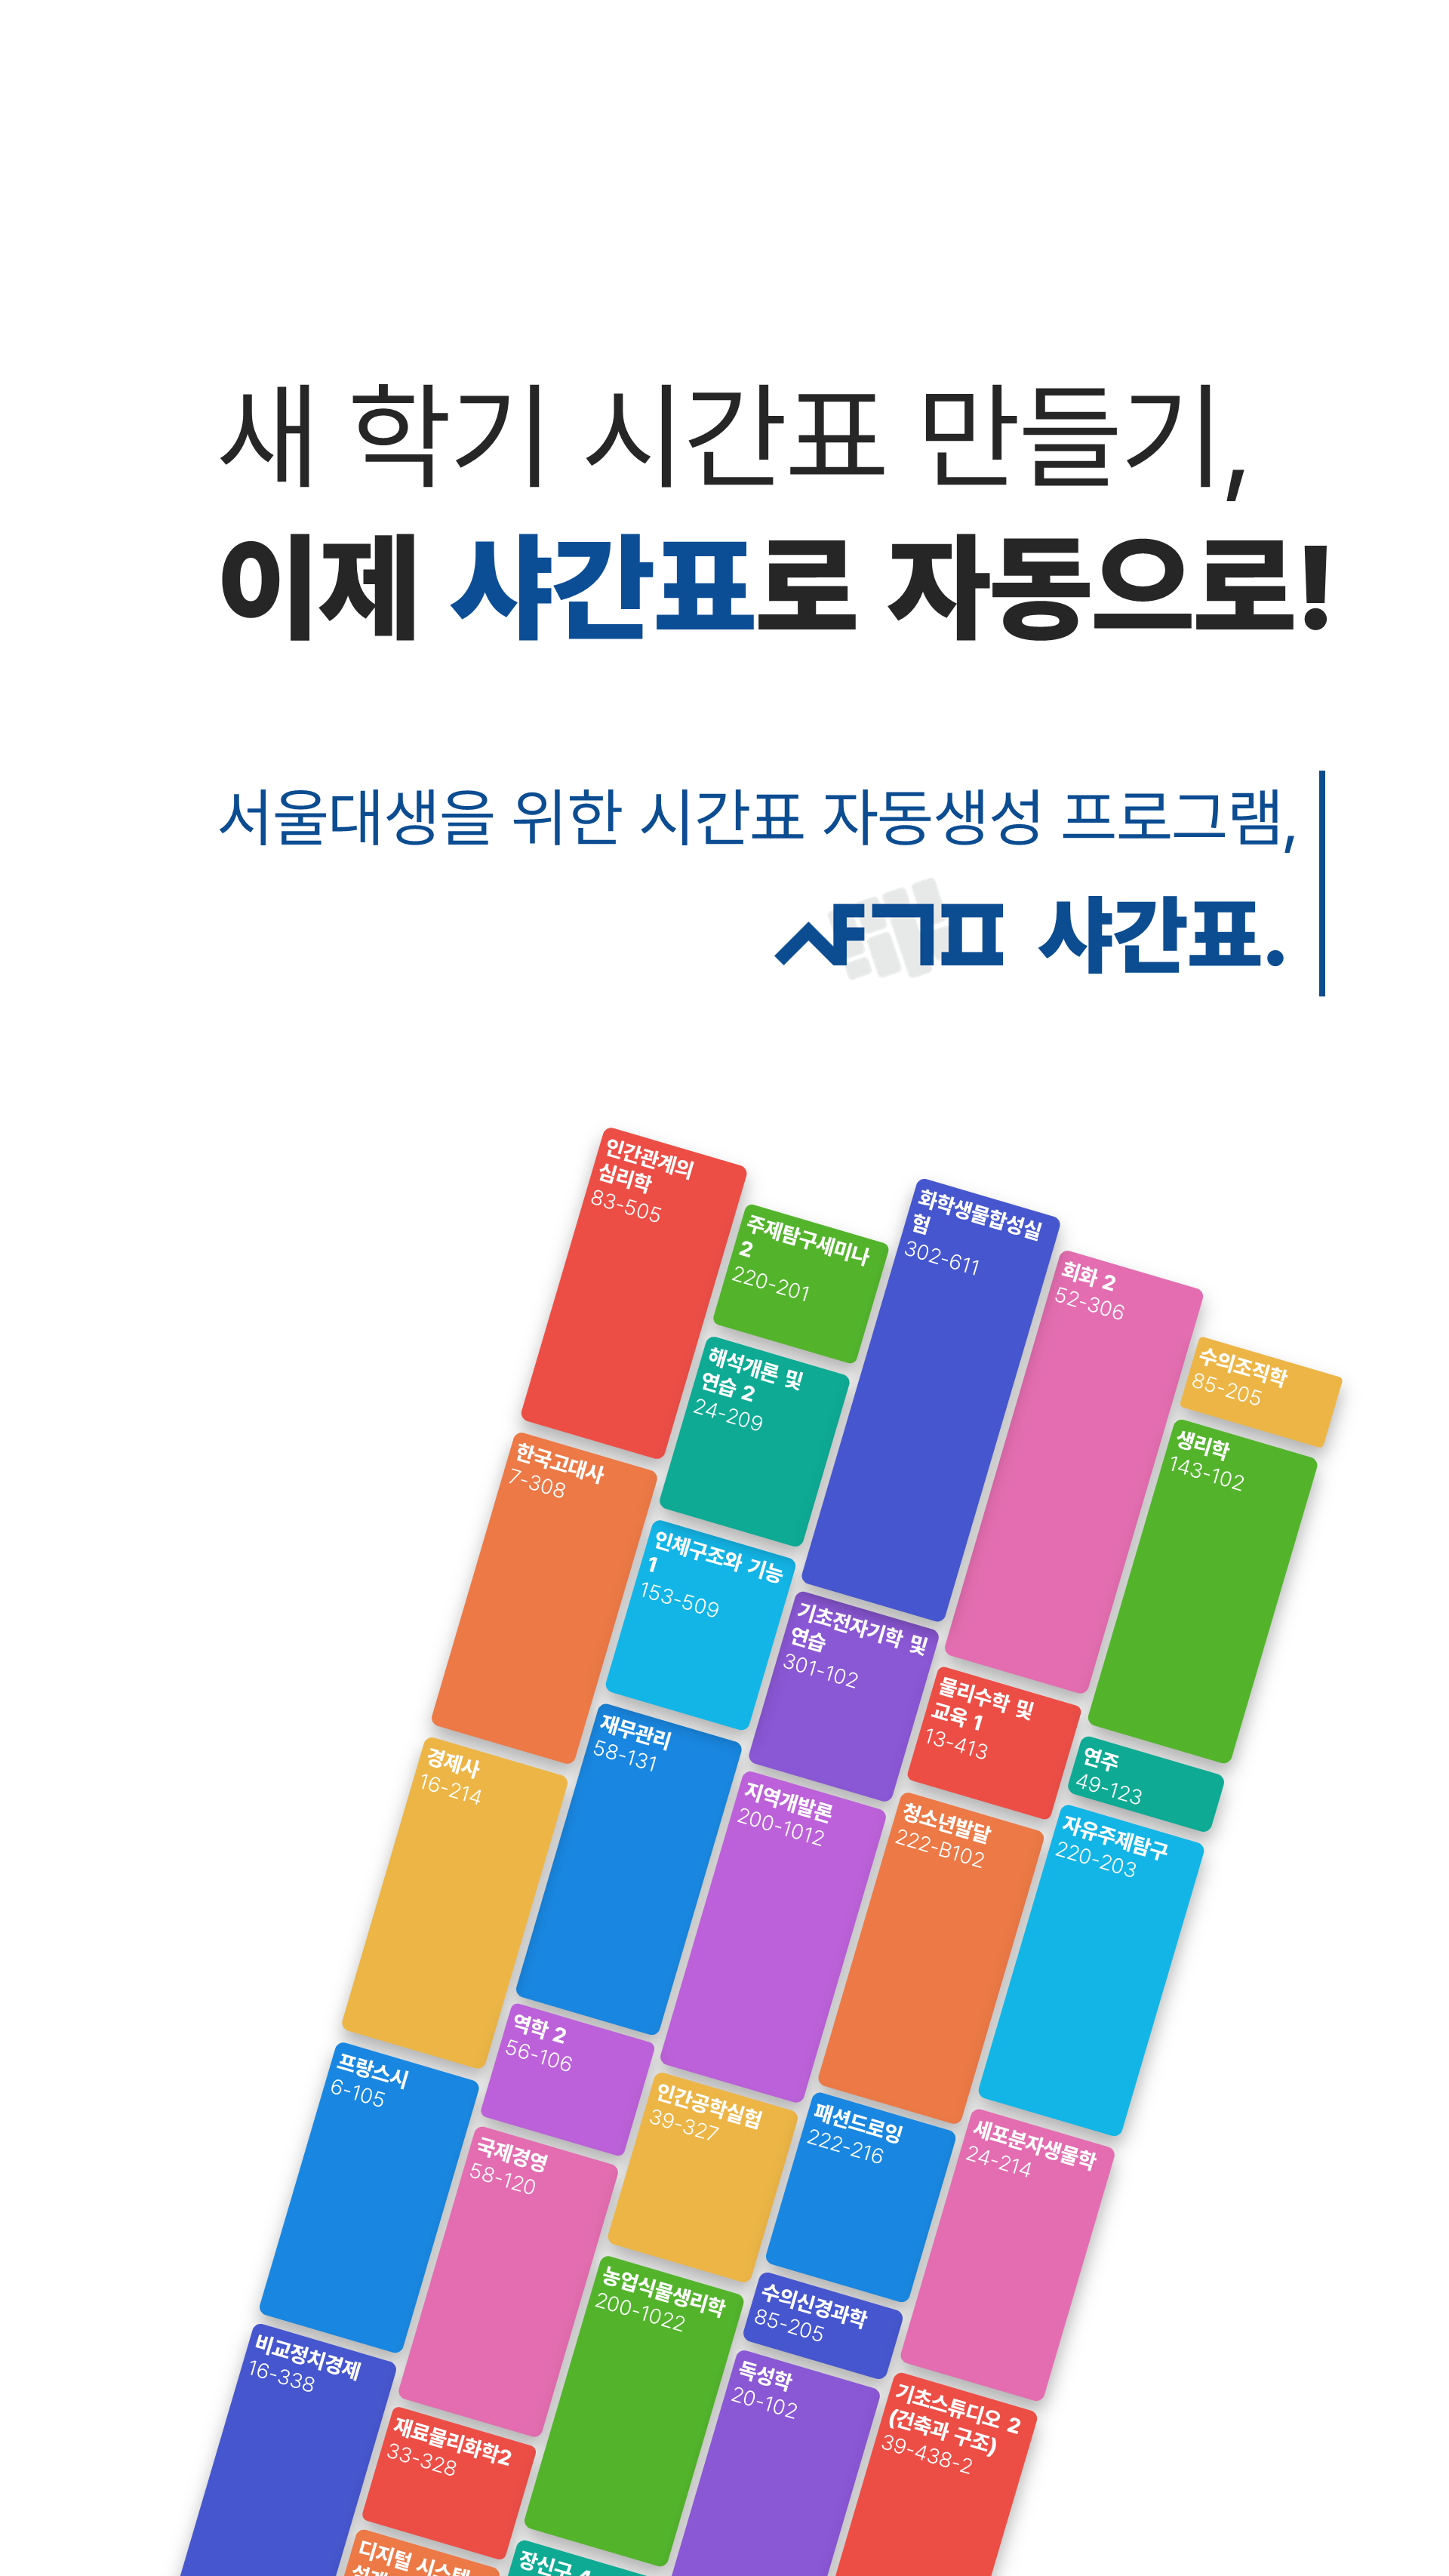 새 학기 시간표 만들기,
이제 샤간표로 자동으로!
서울대생을 위한 시간표 자동생성 프로그램,
샤ㄱㅍ 샤간표.
인간관계의
심리학
83-505
주제탐구세미나
2
220-201
화학생물합성실
험
302-611
회화 2
52-306
수의조직학
85-205
해석개론 및
연습 2
24-209
생리학
143-102
한국고대사
7-308
인체구조와 기능
1
153-509
기초전자기학 및
연습
301-102
물리수학 및
교육 1
13-413
재무관리
58-131
경제사
16-214
연주
49-123
지역개발론
200-1012
청소년발달
222-B102
자유주제탐구
220-203
역학 2
56-106
프랑스시
6-105
인간공학실험
39-327
패션드로잉
222-216
세포분자생물학
24-214
국제경영
58-120
농업식물생리학
200-1022
수의신경과학
85-205
비교정치경제
16-338
독성학
20-102
기초스튜디오 2
(건축과 구조)
39-438-2
재료물리화학2
33-328
디지털 시스템
장신구